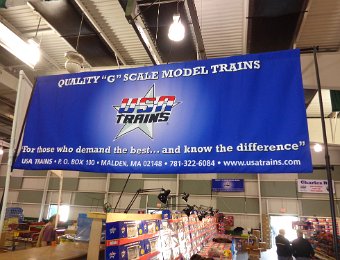 QUALITY "G" SCALE MODEL TRAINS
USA
TRAINS
"For those who demand the best...and know the difference"
USA TRAINS • P. O. BOX 100 • MALDEN, MA 02148 • 781-322-6084 • www.usatrains.com
Charles